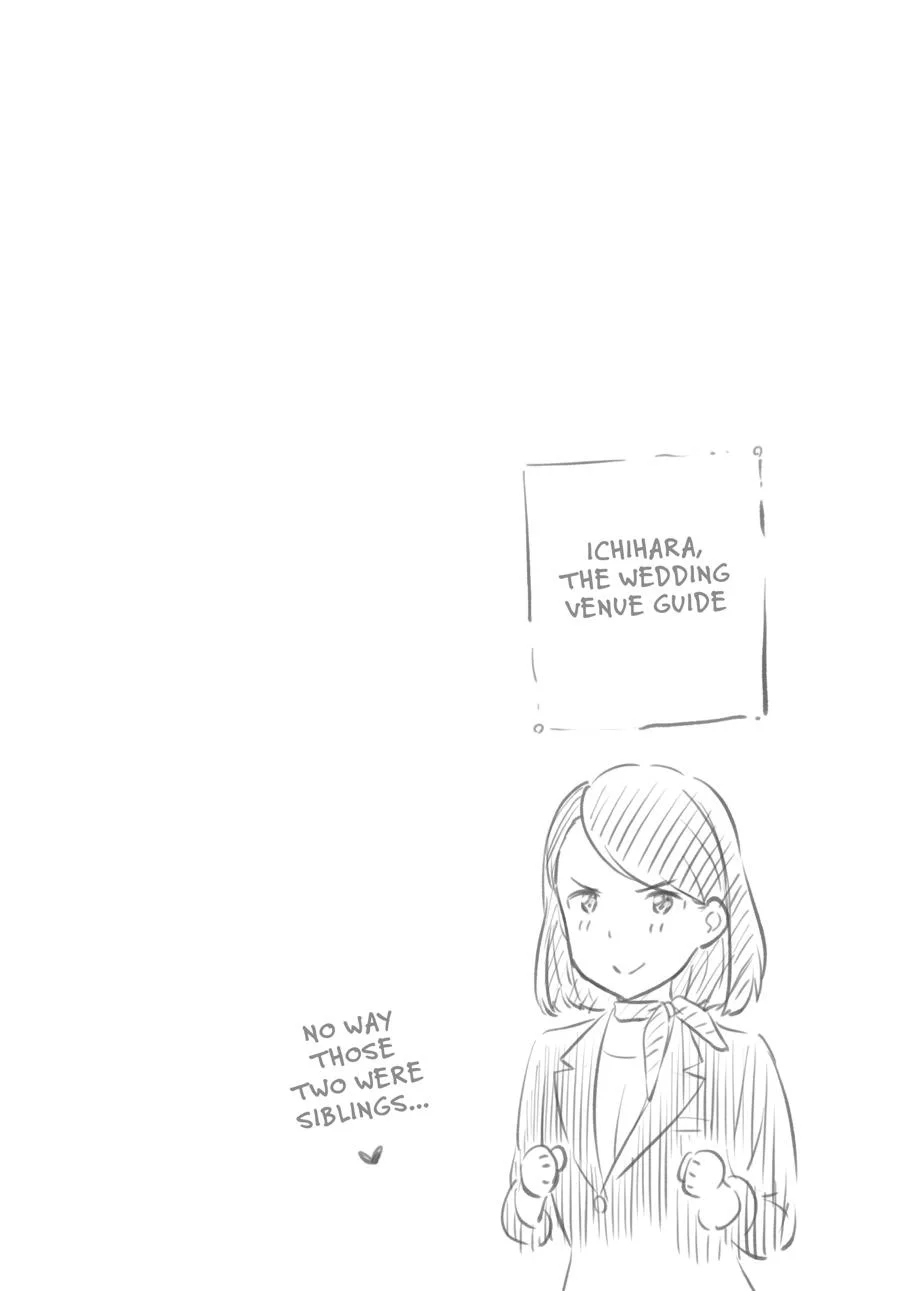 ICHIHARA,
THE WEDDING
VENUE GUIDE
NO WAY
THOSE
TWO WERE
SIBLINGS...